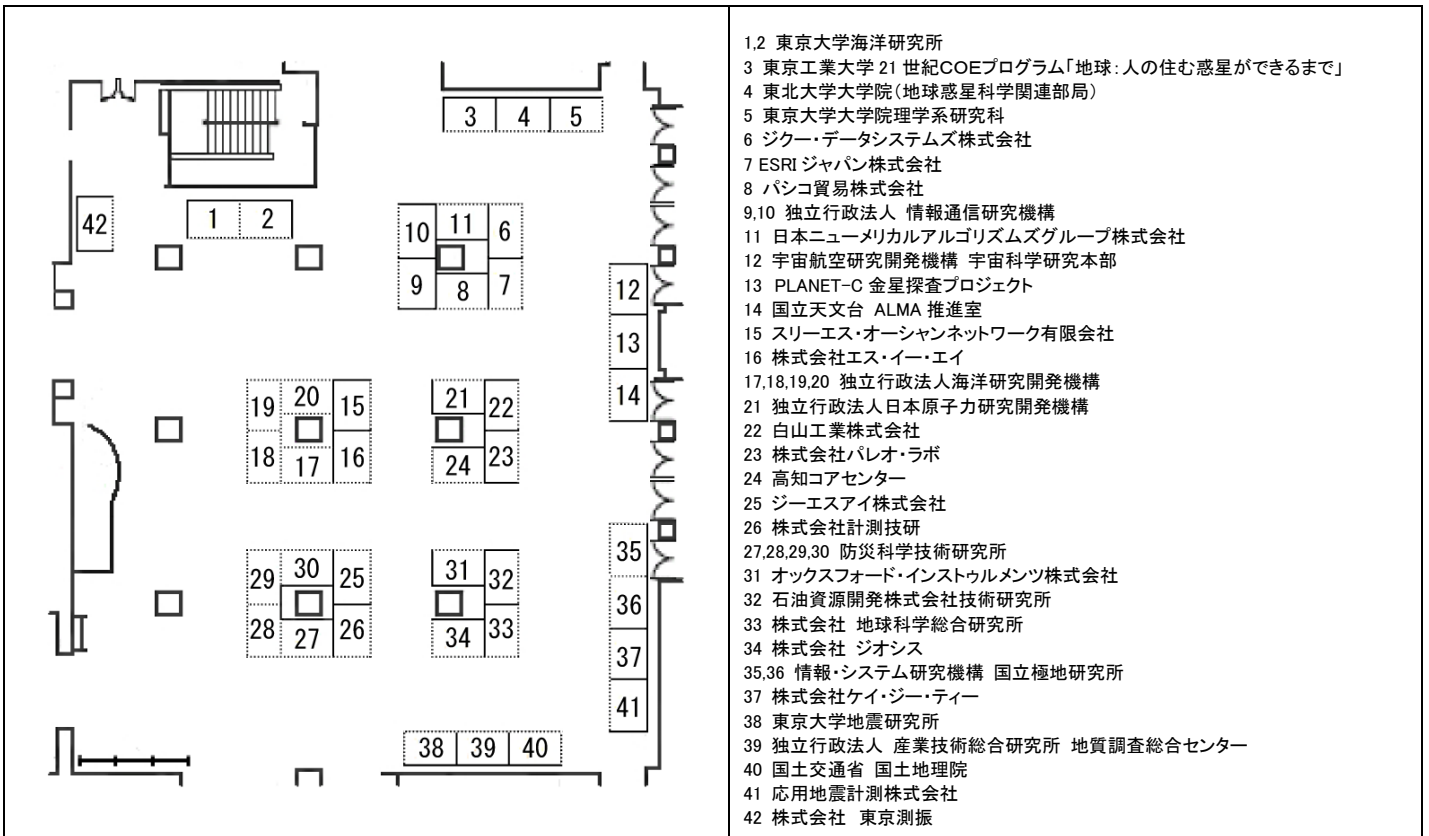 3 4 5
42
1 2
10 11 6
9 8 7
12
13
14
19 20 15
18 17 16
21 22
24 23
29 30 25
28 27 26
31 32
34 33
35
36
37
41
38 39 40
1,2 東京大学海洋研究所
3 東京工業大学 21 世紀COEプログラム「地球：人の住む惑星ができるまで」
4 東北大学大学院（地球惑星科学関連部局）
5 東京大学大学院理学系研究科
6 ジクー・データシステムズ株式会社
7 ESRI ジャパン株式会社
8 パシコ貿易株式会社
9,10 独立行政法人 情報通信研究機構
11 日本ニューメリカルアルゴリズムズグループ株式会社
12 宇宙航空研究開発機構 宇宙科学研究本部
13 PLANET-C 金星探査プロジェクト
14 国立天文台 ALMA 推進室
15 スリーエス・オーシャンネットワーク有限会社
16 株式会社エス・イー・エイ
17,18,19,20 独立行政法人海洋研究開発機構
21 独立行政法人日本原子力研究開発機構
22 白山工業株式会社
23 株式会社パレオ・ラボ
24 高知コアセンター
25 ジーエスアイ株式会社
26 株式会社計測技研
27,28,29,30 防災科学技術研究所
31 オックスフォード・インストゥルメンツ株式会社
32 石油資源開発株式会社技術研究所
33 株式会社 地球科学総合研究所
34 株式会社 ジオシス
35,36 情報・システム研究機構 国立極地研究所
37 株式会社ケイ・ジー・ティー
38 東京大学地震研究所
39 独立行政法人 産業技術総合研究所 地質調査総合センター
40 国土交通省 国土地理院
41 応用地震計測株式会社
42 株式会社 東京測振